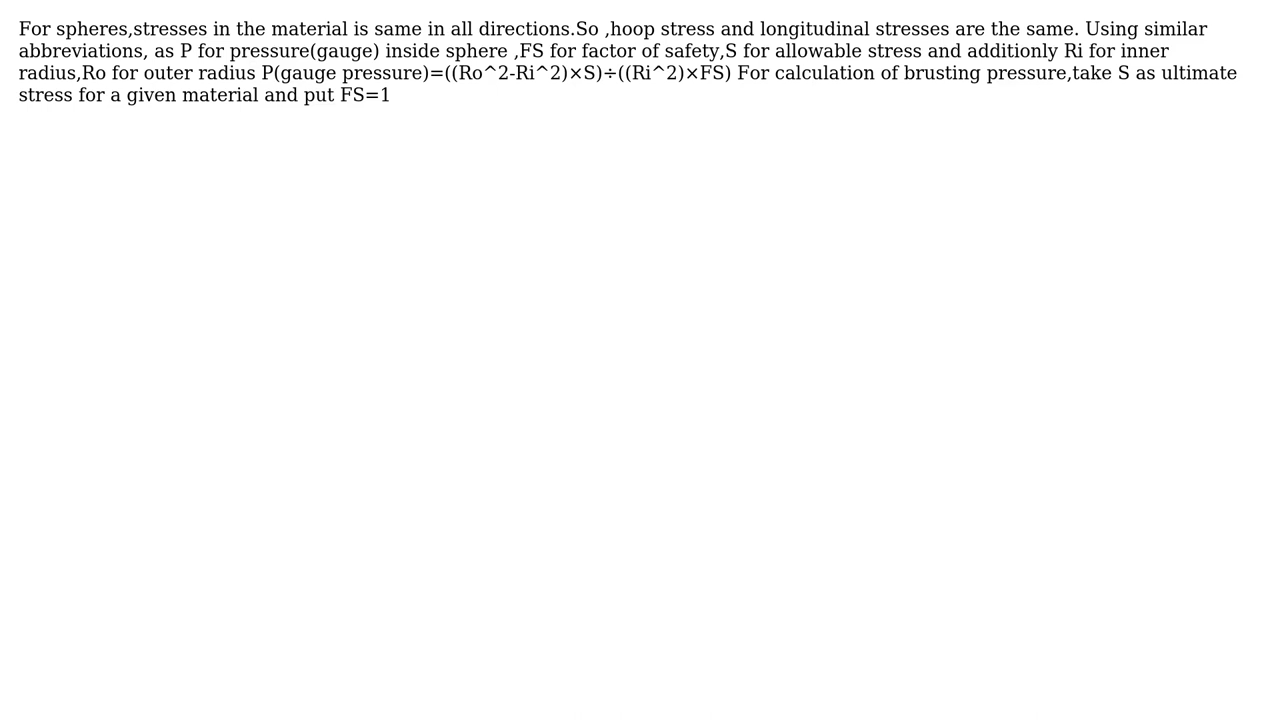 For spheres,stresses in the material is same in all directions.So ,hoop stress and longitudinal stresses are the same. Using similar
abbreviations, as P for pressure(gauge) inside sphere ,FS for factor of safety,S for allowable stress and additionly Ri for inner
radius,Ro for outer radius P(gauge pressure)=((Ro^2-Ri^2)×S)÷((Ri^2)×FS) For calculation of brusting pressure,take S as ultimate
stress for a given material and put FS=1